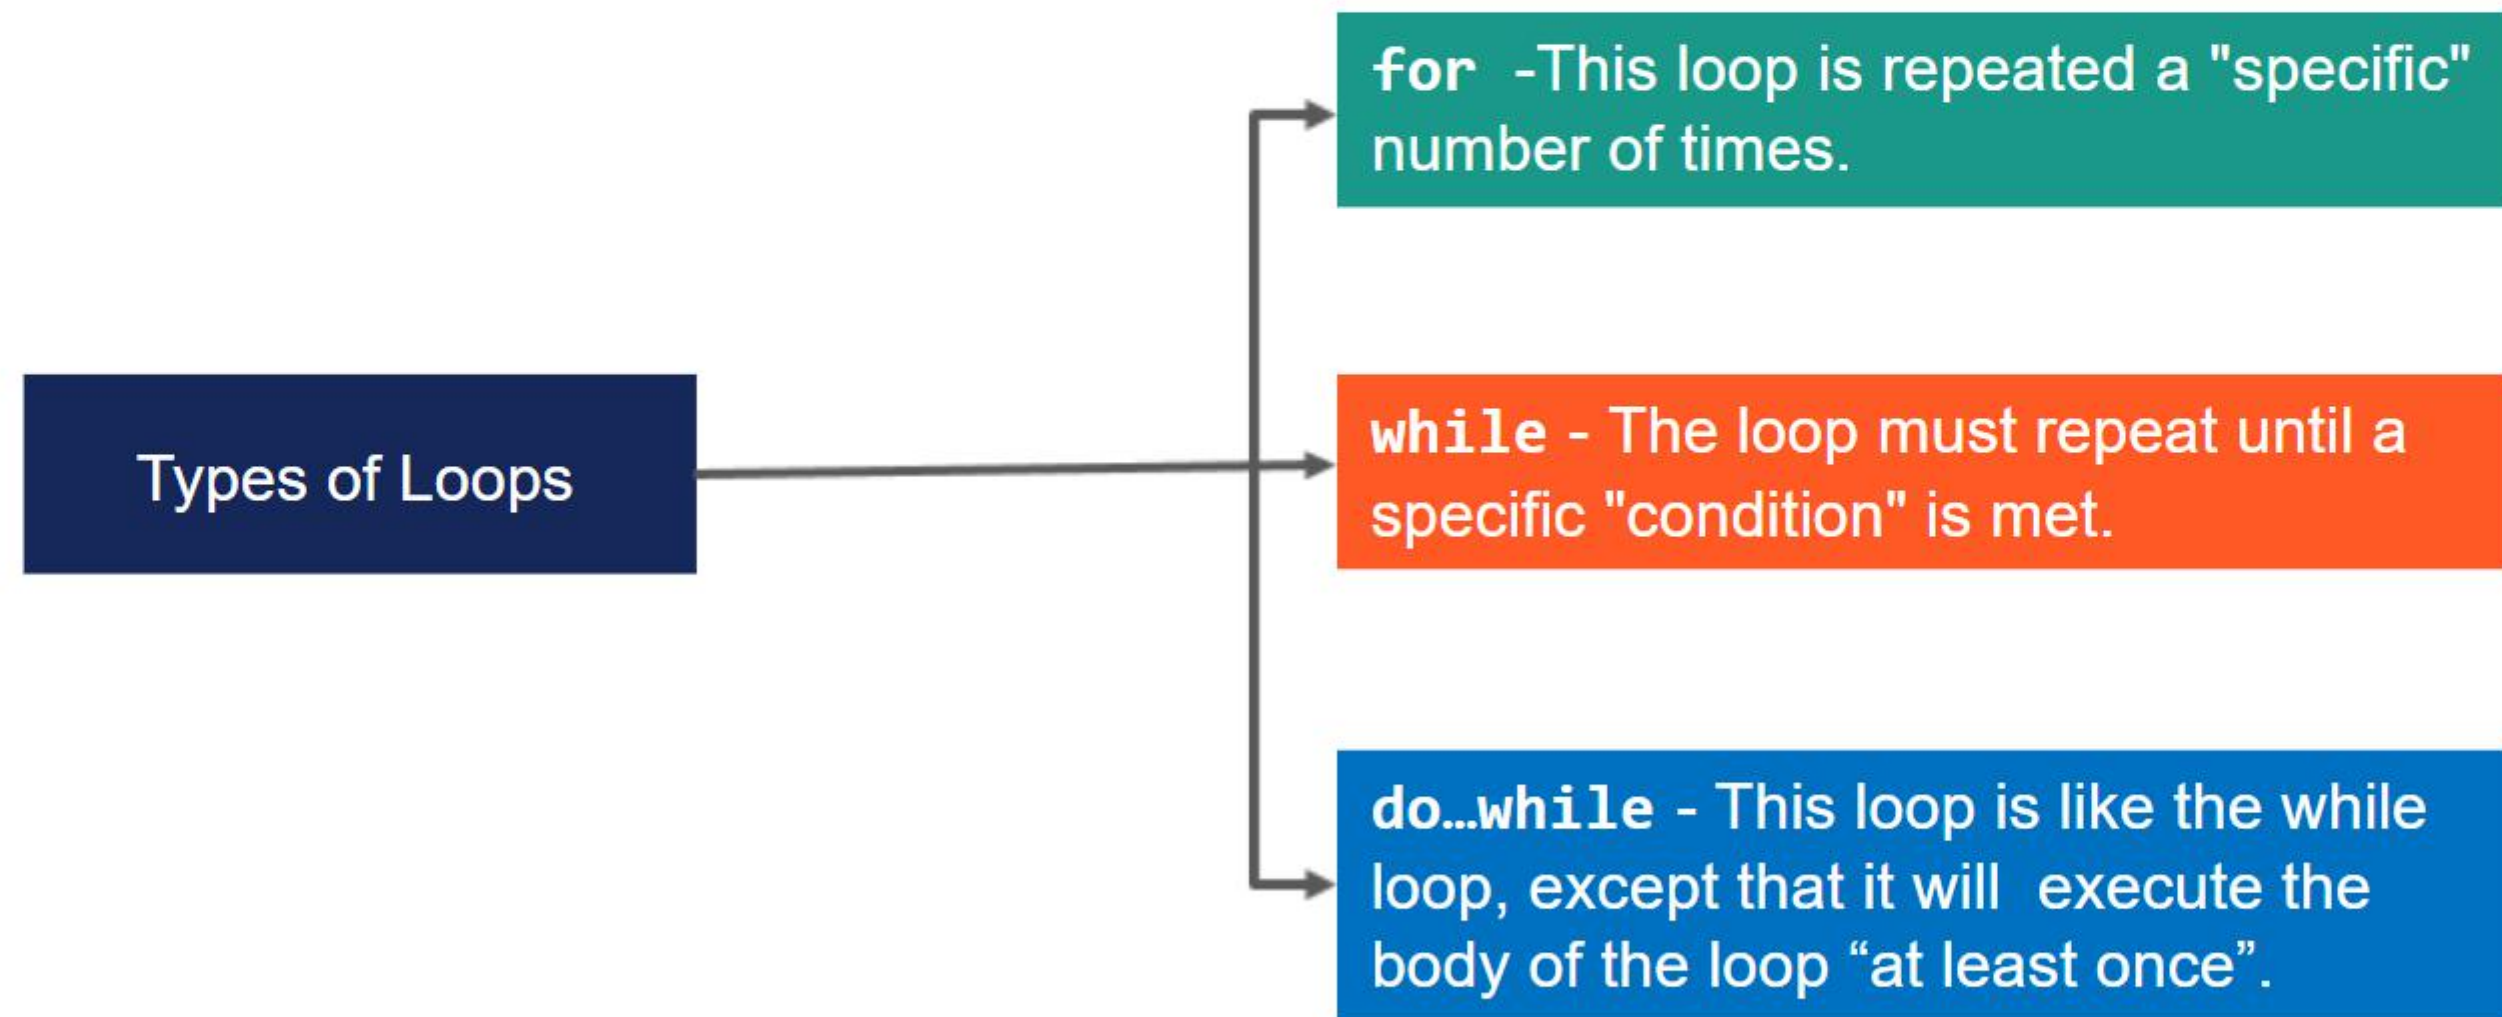 Types of Loops
for -This loop is repeated a "specific"
number of times.
while - The loop must repeat until a
specific "condition" is met.
do…while - This loop is like the while
loop, except that it will execute the
body of the loop “at least once”.